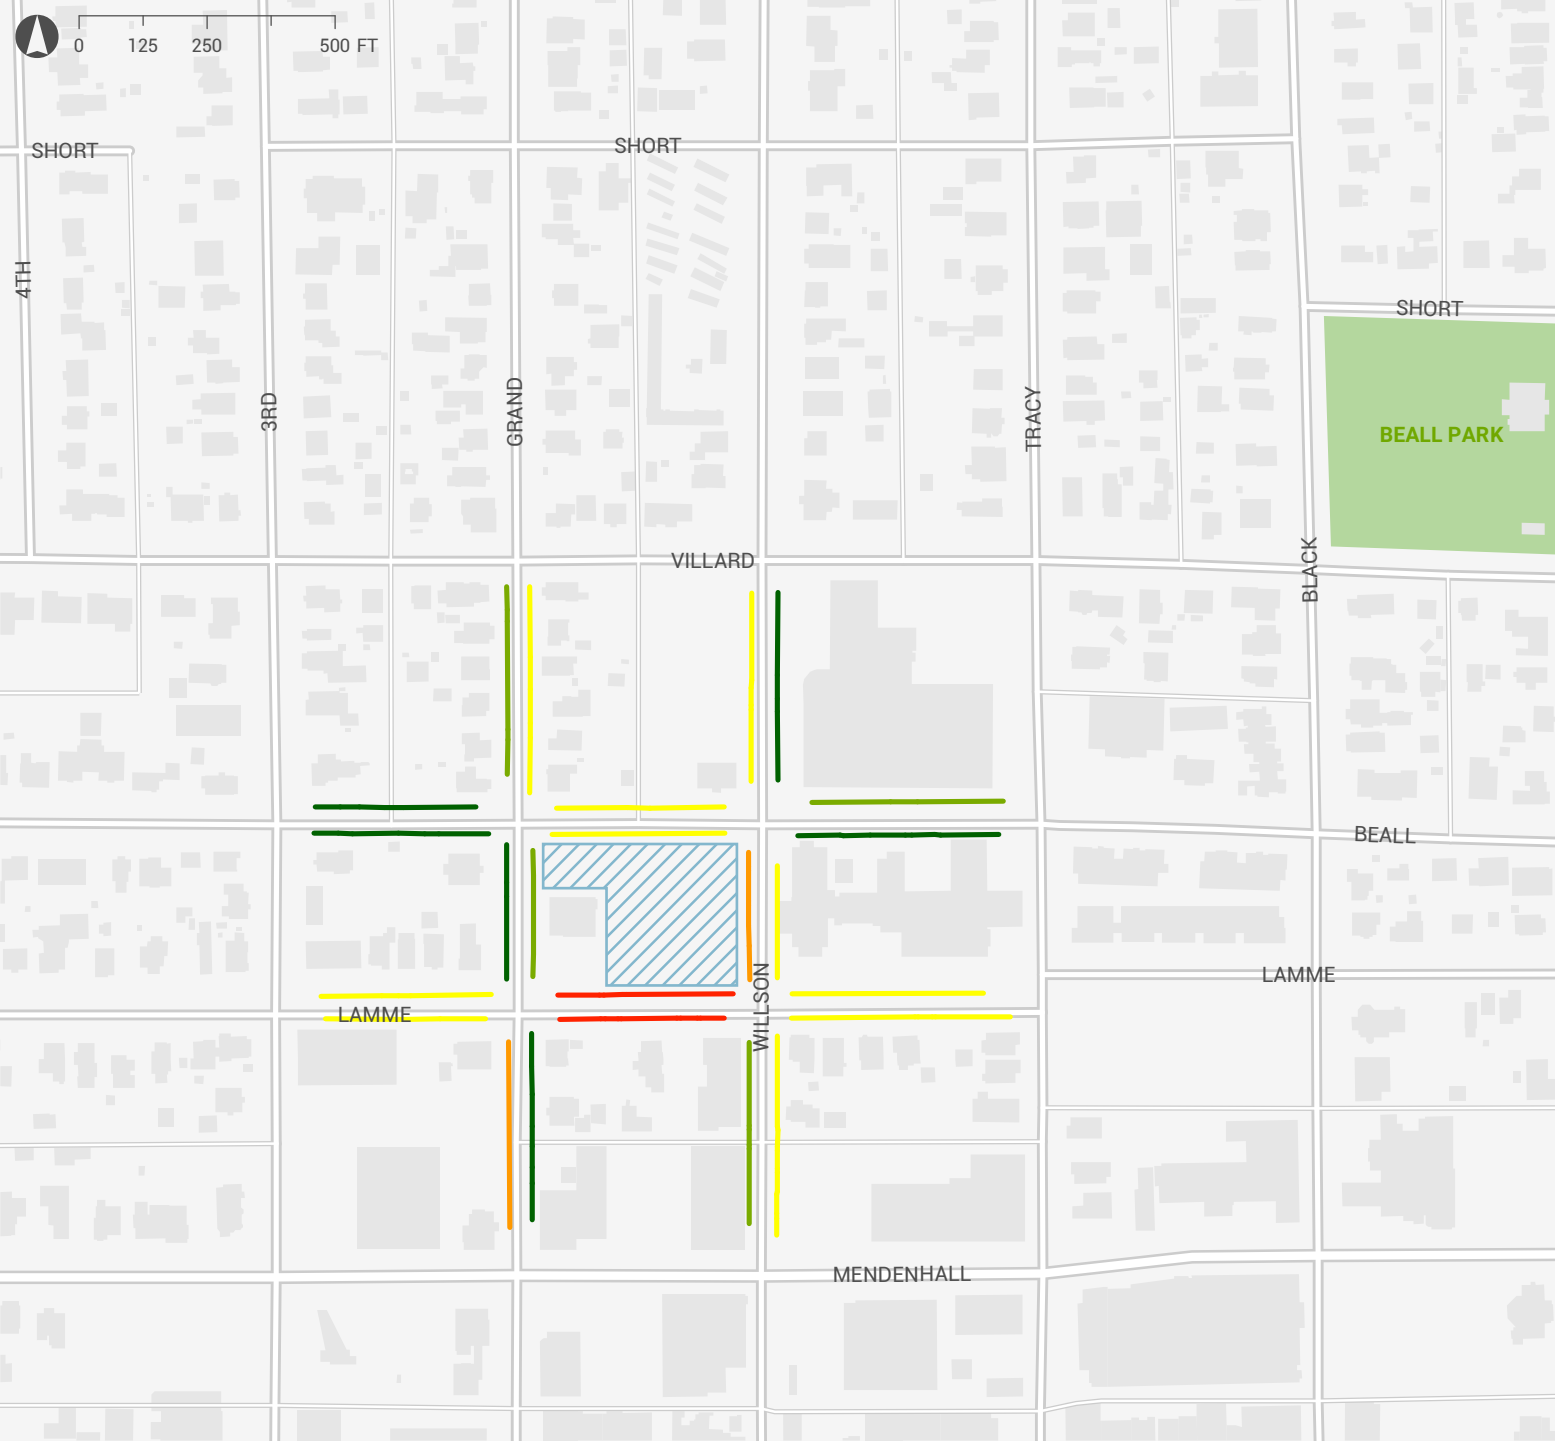 0 125 250 500 FT
SHORT
SHORT
4TH
SHORT
3RD
GRAND
TRACY
BEALL PARK
VILLARD
BLACK
BEALL
LAMME
WILLSON
LAMME
MENDENHALL